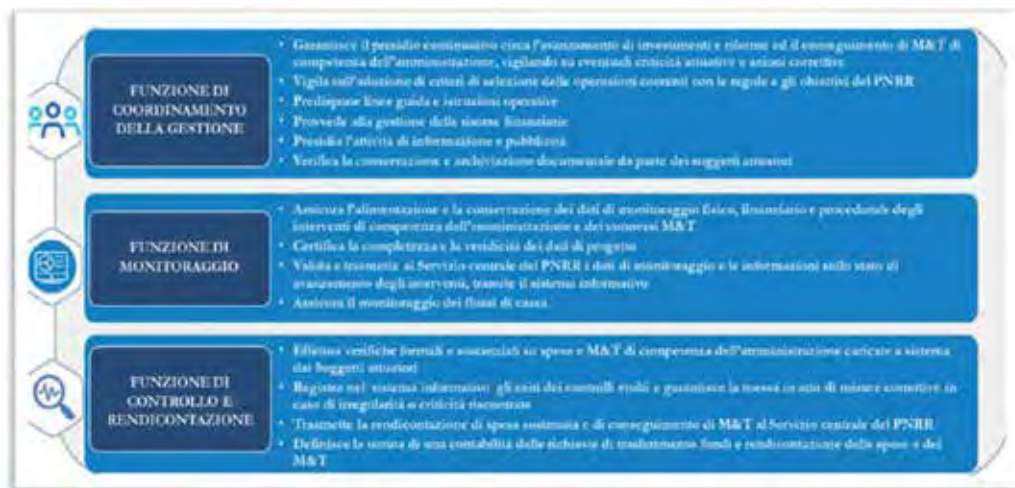 FUNZIONE DI
COORDINAMENTO
DELLA GESTIONE
• Garantisce il presidio continuativo circa l'avanzamento di investimenti e riforme ed il conseguimento di M&T di
competenza dell'amministrazione, vigilando su eventuali criticità attuative e azioni correttive
• Vigila sull'adozione di criteri di selezione delle operazioni coerenti con le regole e gli obiettivi del PNRR
• Predispone linee guida e istruzioni operative
• Provvede alla gestione delle risorse finanziarie
• Presidia l'attività di informazione e pubblicità
• Verifica la conservazione e archiviazione documentale da parte dei soggetti attuatori
FUNZIONE DI
MONITORAGGIO
• Assicura l'alimentazione e la conservazione dei dati di monitoraggio fisico, finanziario e procedurale degli
interventi di competenza dell'amministrazione e dei connessi M&T
• Certifica la completezza e la veridicità dei dati di progetto
• Valida e trasmette al Servizio centrale del PNRR i dati di monitoraggio e le informazioni sullo stato di
avanzamento degli interventi, tramite il sistema informativo
• Assicura il monitoraggio dei flussi di cassa
FUNZIONE DI
CONTROLLO E
RENDICONTAZIONE
• Effettua verifiche formali e sostanziali su spese e M&T di competenza dell'amministrazione caricate a sistema
dai Soggetti attuatori
• Registra nel sistema informativo gli esiti dei controlli svolti e garantisce la messa in atto di misure correttive in
caso di irregolarità o criticità riscontrate
• Trasmette la rendicontazione di spesa sostenuta e di conseguimento di M&T al Servizio centrale del PNRR
• Definisce la tenuta di una contabilità delle richieste di trasferimento fondi e rendicontazione delle spese e dei
M&T